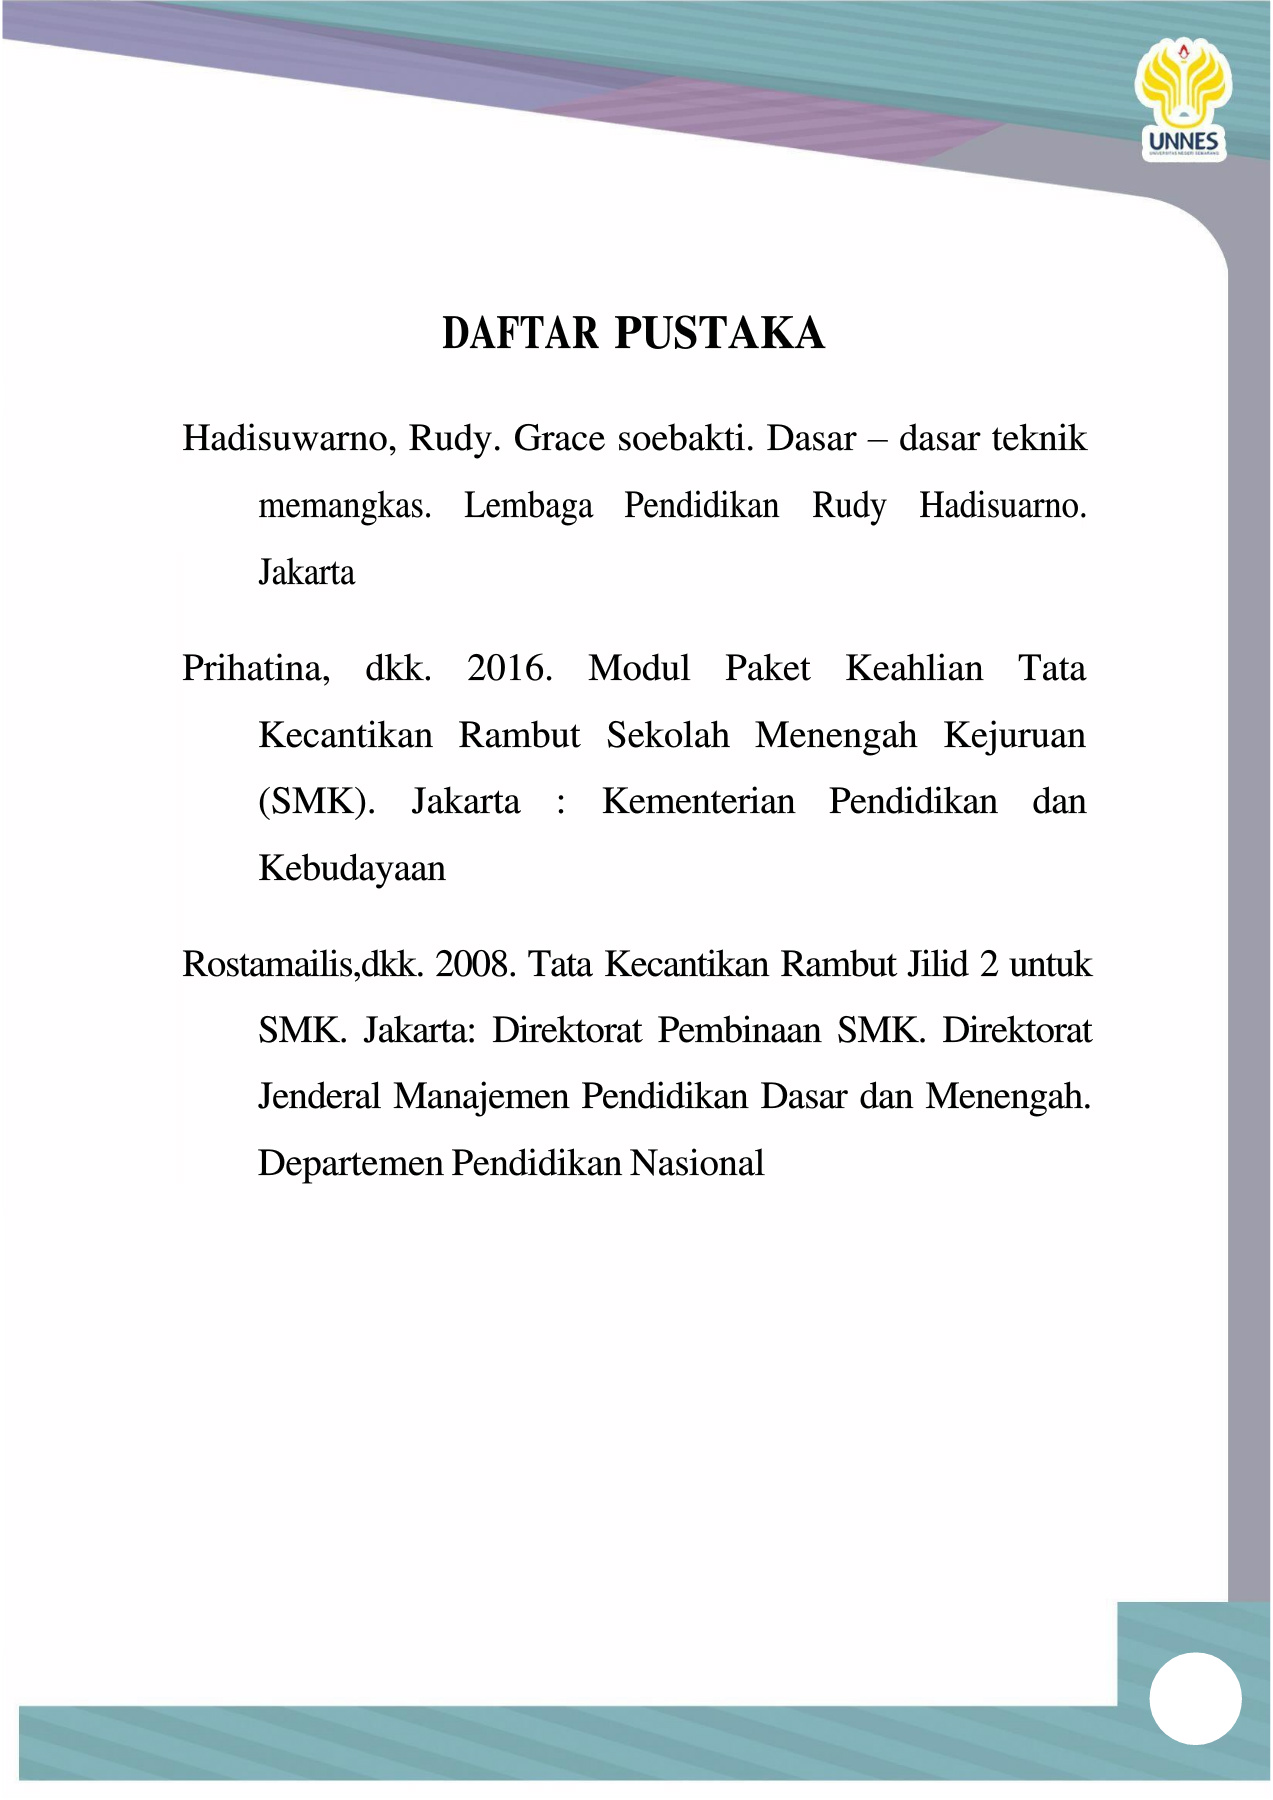 UNNES
UNIVERSITAS NEGERI SEMARANG
DAFTAR PUSTAKA
Hadisuwarno, Rudy. Grace soebakti. Dasar – dasar teknik
memangkas. Lembaga Pendidikan Rudy Hadisuarno.
Jakarta
Prihatina, dkk. 2016. Modul Paket Keahlian Tata
Kecantikan Rambut Sekolah Menengah Kejuruan
(SMK). Jakarta : Kementerian Pendidikan dan
Kebudayaan
Rostamailis,dkk. 2008. Tata Kecantikan Rambut Jilid 2 untuk
SMK. Jakarta: Direktorat Pembinaan SMK. Direktorat
Jenderal Manajemen Pendidikan Dasar dan Menengah.
Departemen Pendidikan Nasional